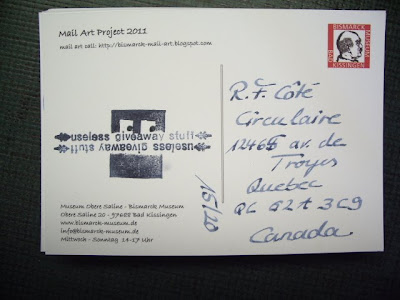 Mail Art Project 2011
mail art call: http://bismarck-mail-art.blogspot.com
BISMARCK
KISSINGEN
useless giveaway stuff
useless giveaway stuff
R. F. Côté
Circulaire
12465 av. de
Troyes
Quebec
QC G2A 3C9
Canada
15/20
Museum Obere Saline - Bismarck Museum
Obere Saline 20 - 97688 Bad Kissingen
www.bismarck-museum.de
info@bismarck-museum.de
Mittwoch - Sonntag 14-17 Uhr